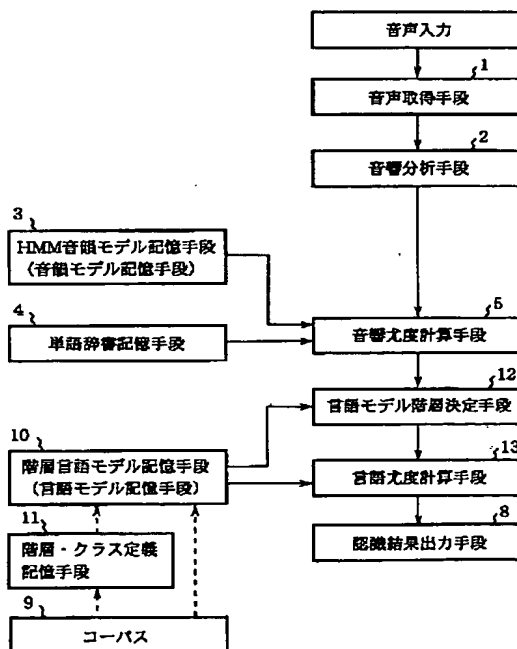 音声入力
1
音声取得手段
2
音響分析手段
3
HMM音韻モデル記憶手段
(音韻モデル記憶手段)
4
単語辞書記憶手段
5
音響尤度計算手段
12
言語モデル階層決定手段
10
階層言語モデル記憶手段
(言語モデル記憶手段)
13
言語尤度計算手段
11
階層・クラス定義
記憶手段
8
認識結果出力手段
9
コーパス